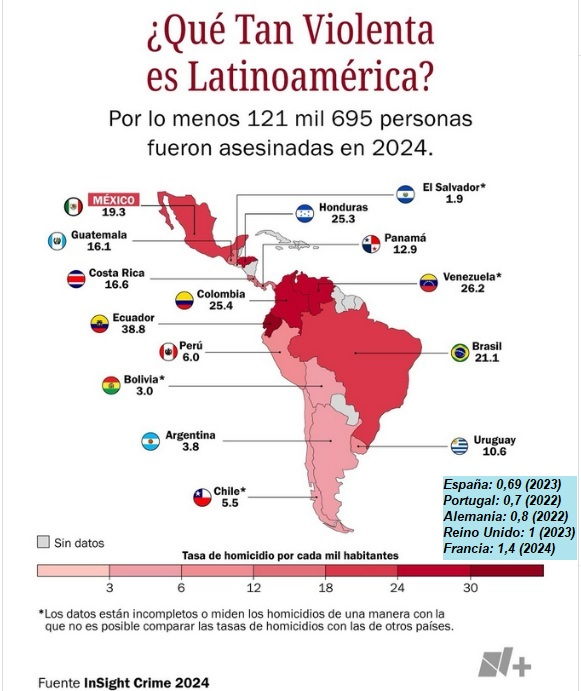 ¿Qué Tan Violenta
es Latinoamérica?
Por lo menos 121 mil 695 personas
fueron asesinadas en 2024.
El Salvador*
1.9
MÉXICO
19.3
Honduras
25.3
Guatemala
16.1
Panamá
12.9
Costa Rica
16.6
Venezuela*
26.2
Colombia
25.4
Ecuador
38.8
Perú
6.0
Brasil
21.1
Bolivia*
3.0
Argentina
3.8
Uruguay
10.6
Chile*
5.5
España: 0,69 (2023)
Portugal: 0,7 (2022)
Alemania: 0,8 (2022)
Reino Unido: 1 (2023)
Francia: 1,4 (2024)
Sin datos
Tasa de homicidio por cada mil habitantes
3 6 12 18 24 30
*Los datos están incompletos o miden los homicidios de una manera con la
que no es posible comparar las tasas de homicidios con las de otros países.
N+
Fuente InSight Crime 2024